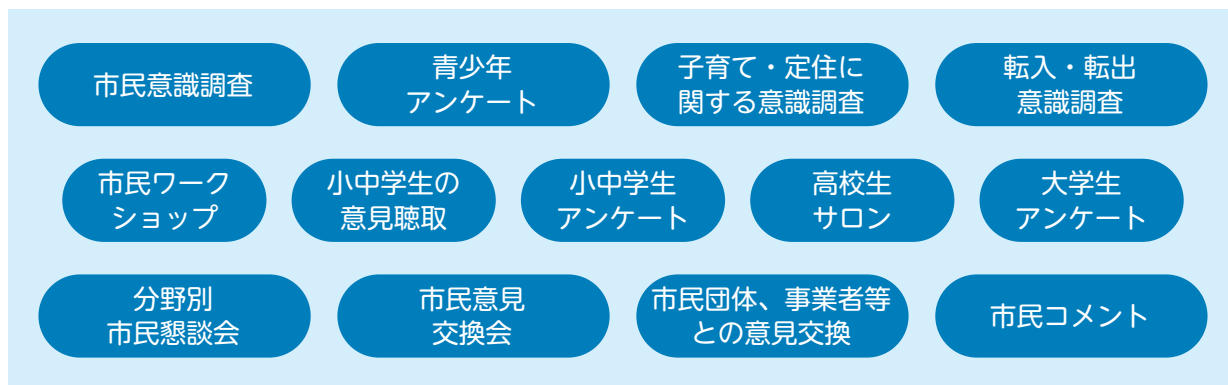 市民意識調査
青少年
アンケート
子育て・定住に
関する意識調査
転入・転出
意識調査
市民ワーク
ショップ
小中学生の
意見聴取
小中学生
アンケート
高校生
サロン
大学生
アンケート
分野別
市民懇談会
市民意見
交換会
市民団体、事業者等
との意見交換
市民コメント